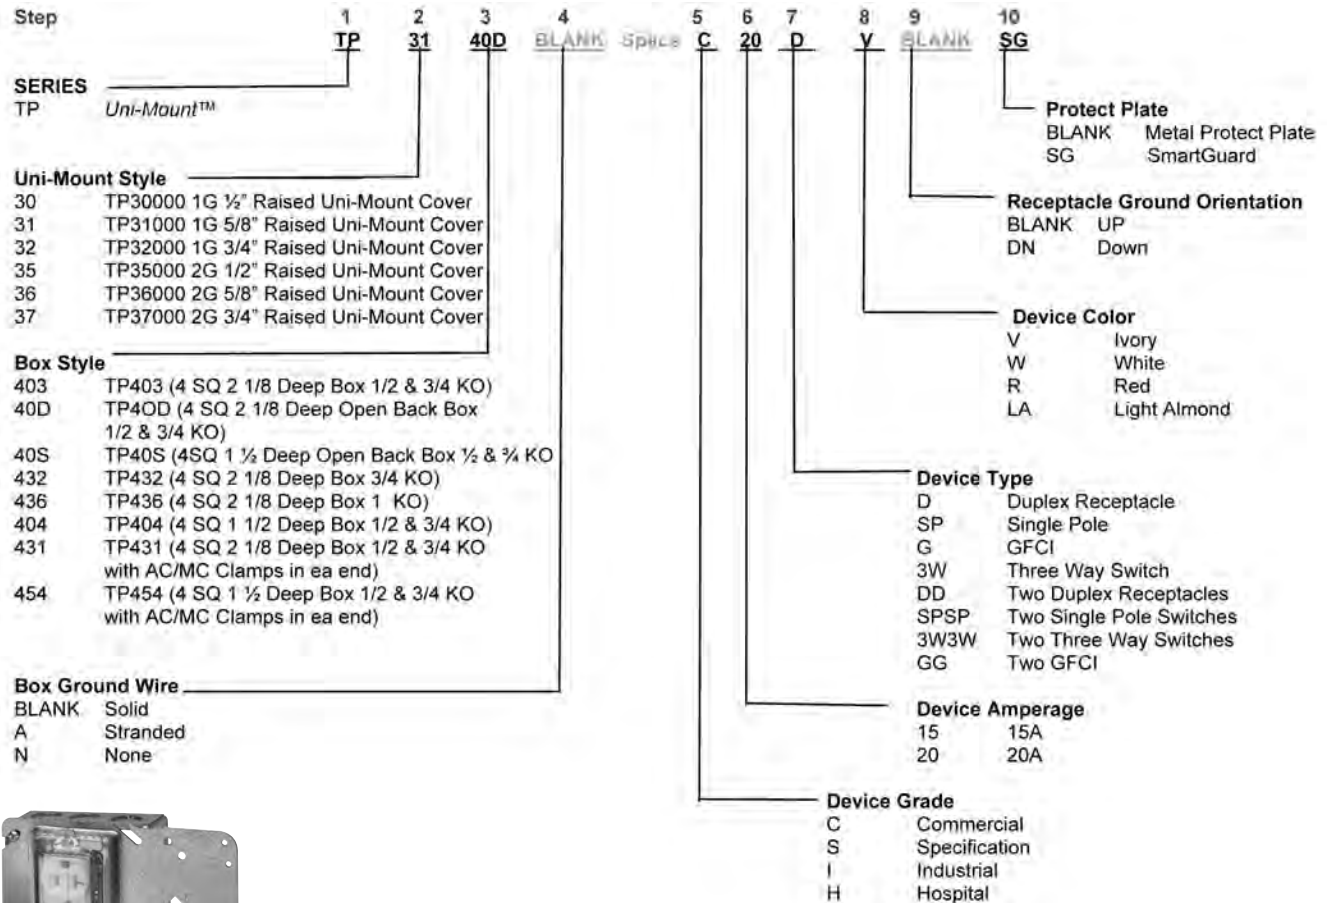 Step 1 2 3 4 5 6 7 8 9 10
TP 31 40D BLANK Space C 20 D V BLANK SG
SERIES
TP Uni-Mount™
Uni-Mount Style
30 TP30000 1G ½" Raised Uni-Mount Cover
31 TP31000 1G 5/8" Raised Uni-Mount Cover
32 TP32000 1G 3/4" Raised Uni-Mount Cover
35 TP35000 2G 1/2" Raised Uni-Mount Cover
36 TP36000 2G 5/8" Raised Uni-Mount Cover
37 TP37000 2G 3/4" Raised Uni-Mount Cover
Box Style
403 TP403 (4 SQ 2 1/8 Deep Box 1/2 & 3/4 KO)
40D TP4OD (4 SQ 2 1/8 Deep Open Back Box
1/2 & 3/4 KO)
40S TP40S (4SQ 1 ½ Deep Open Back Box ½ & ¾ KO
432 TP432 (4 SQ 2 1/8 Deep Box 3/4 KO)
436 TP436 (4 SQ 2 1/8 Deep Box 1 KO)
404 TP404 (4 SQ 1 1/2 Deep Box 1/2 & 3/4 KO)
431 TP431 (4 SQ 2 1/8 Deep Box 1/2 & 3/4 KO
with AC/MC Clamps in ea end)
454 TP454 (4 SQ 1 ½ Deep Box 1/2 & 3/4 KO
with AC/MC Clamps in ea end)
Box Ground Wire
BLANK Solid
A Stranded
N None
Protect Plate
BLANK Metal Protect Plate
SG SmartGuard
Receptacle Ground Orientation
BLANK UP
DN Down
Device Color
V Ivory
W White
R Red
LA Light Almond
Device Type
D Duplex Receptacle
SP Single Pole
G GFCI
3W Three Way Switch
DD Two Duplex Receptacles
SPSP Two Single Pole Switches
3W3W Two Three Way Switches
GG Two GFCI
Device Amperage
15 15A
20 20A
Device Grade
C Commercial
S Specification
I Industrial
H Hospital